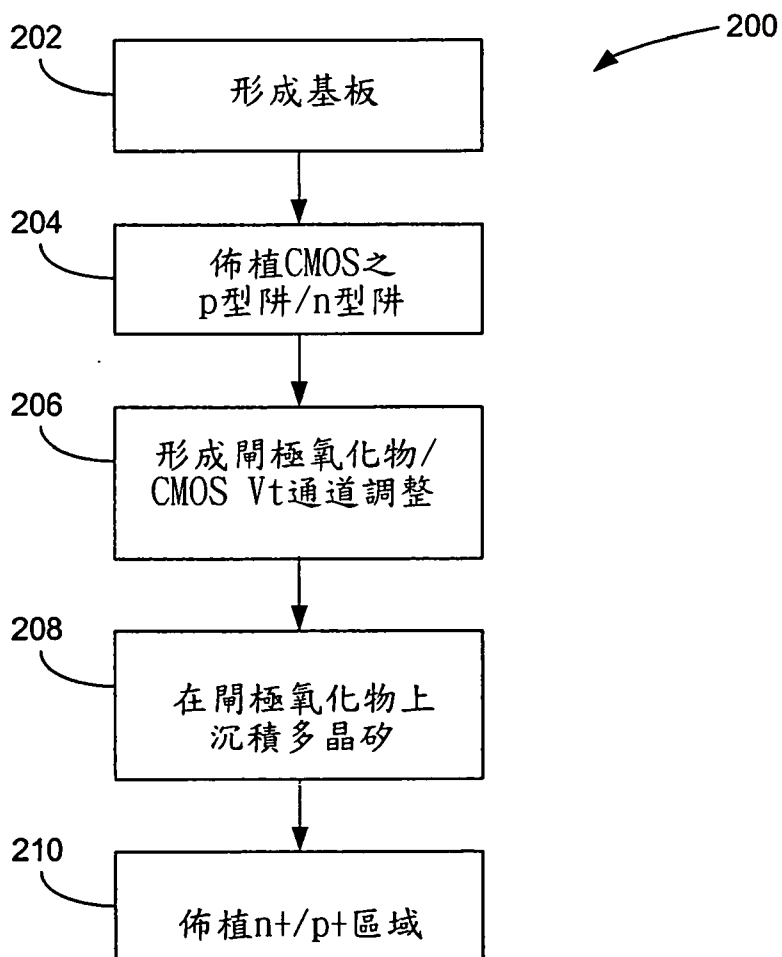 200
202
形成基板
204
佈植CMOS之
p型阱/n型阱
206
形成閘極氧化物/
CMOS Vt通道調整
208
在閘極氧化物上
沉積多晶矽
210
佈植n+/p+區域